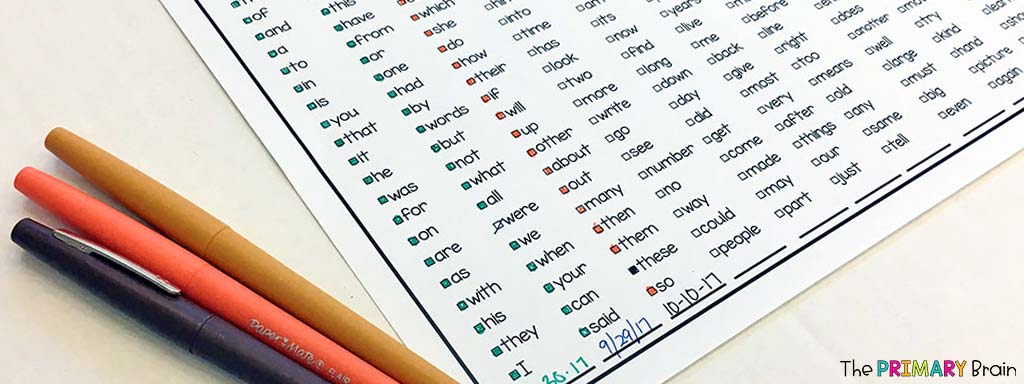 of
and
a
to
in
is
you
that
it
he
was
for
on
are
as
with
his
they
I
this
have
from
or
one
had
by
words
but
not
what
all
were
we
when
your
can
said
9/29/17
which
she
do
how
their
if
will
up
other
about
out
many
then
them
these
so
10-10-17
into
time
has
look
two
more
write
go
see
number
no
way
could
people
its
now
find
long
down
day
did
get
come
made
may
part
years
live
me
back
give
most
very
after
things
our
just
before
line
right
too
means
old
any
same
tell
does
another
well
large
must
big
even
try
kind
hand
picture
again
Paper Mate® FLAIR
The PRIMARY Brain